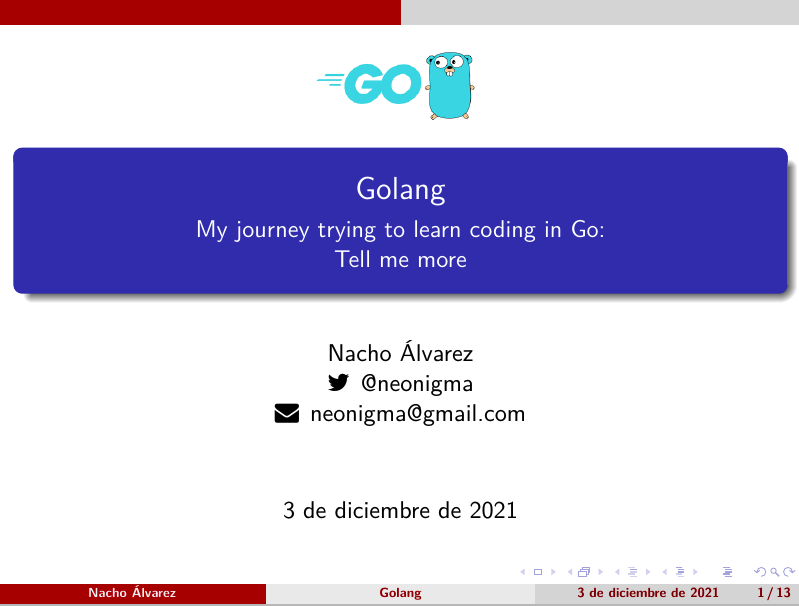 GO
Golang
My journey trying to learn coding in Go:
Tell me more
Nacho Álvarez
@neonigma
neonigma@gmail.com
3 de diciembre de 2021
Nacho Álvarez
Golang
3 de diciembre de 2021
1 / 13